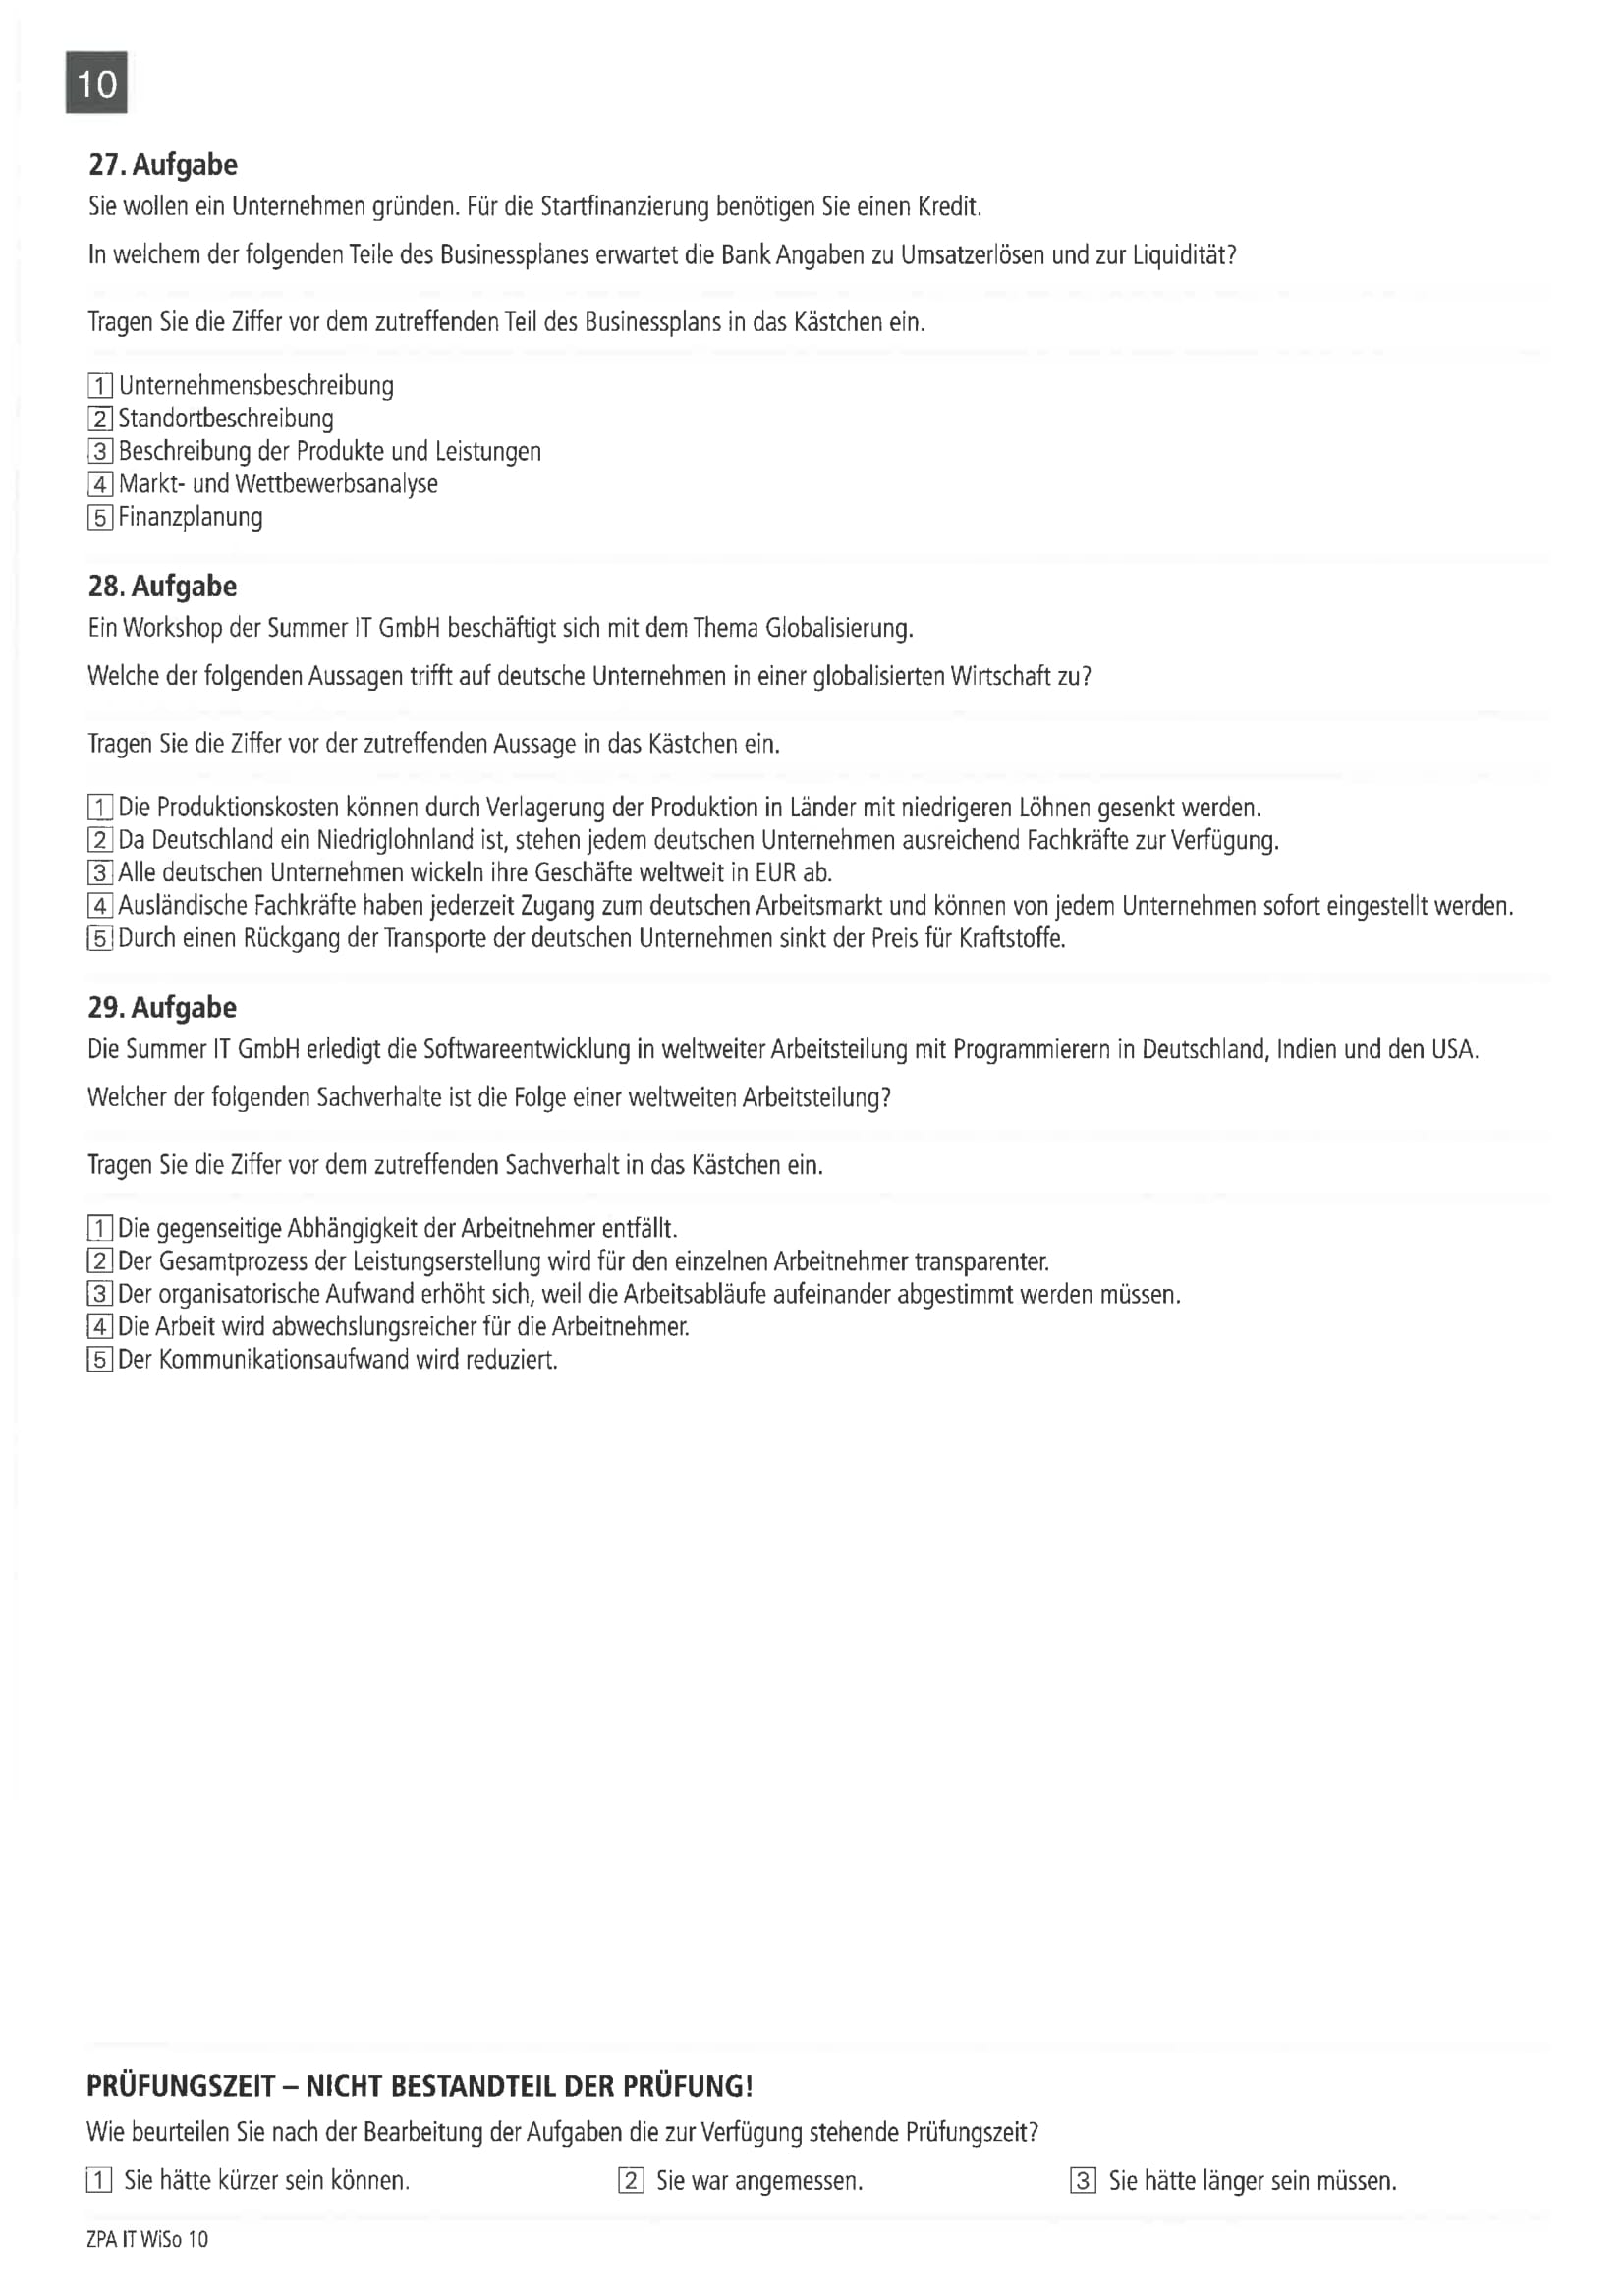 10
27. Aufgabe
Sie wollen ein Unternehmen gründen. Für die Startfinanzierung benötigen Sie einen Kredit.
In welchem der folgenden Teile des Businessplanes erwartet die Bank Angaben zu Umsatzerlösen und zur Liquidität?
Tragen Sie die Ziffer vor dem zutreffenden Teil des Businessplans in das Kästchen ein.
1 Unternehmensbeschreibung
2 Standortbeschreibung
3 Beschreibung der Produkte und Leistungen
4 Markt- und Wettbewerbsanalyse
5 Finanzplanung
28. Aufgabe
Ein Workshop der Summer IT GmbH beschäftigt sich mit dem Thema Globalisierung.
Welche der folgenden Aussagen trifft auf deutsche Unternehmen in einer globalisierten Wirtschaft zu?
Tragen Sie die Ziffer vor der zutreffenden Aussage in das Kästchen ein.
1 Die Produktionskosten können durch Verlagerung der Produktion in Länder mit niedrigeren Löhnen gesenkt werden.
2 Da Deutschland ein Niedriglohnland ist, stehen jedem deutschen Unternehmen ausreichend Fachkräfte zur Verfügung.
3 Alle deutschen Unternehmen wickeln ihre Geschäfte weltweit in EUR ab.
4 Ausländische Fachkräfte haben jederzeit Zugang zum deutschen Arbeitsmarkt und können von jedem Unternehmen sofort eingestellt werden.
5 Durch einen Rückgang der Transporte der deutschen Unternehmen sinkt der Preis für Kraftstoffe.
29. Aufgabe
Die Summer IT GmbH erledigt die Softwareentwicklung in weltweiter Arbeitsteilung mit Programmierern in Deutschland, Indien und den USA.
Welcher der folgenden Sachverhalte ist die Folge einer weltweiten Arbeitsteilung?
Tragen Sie die Ziffer vor dem zutreffenden Sachverhalt in das Kästchen ein.
1 Die gegenseitige Abhängigkeit der Arbeitnehmer entfällt.
2 Der Gesamtprozess der Leistungserstellung wird für den einzelnen Arbeitnehmer transparenter.
3 Der organisatorische Aufwand erhöht sich, weil die Arbeitsabläufe aufeinander abgestimmt werden müssen.
4 Die Arbeit wird abwechslungsreicher für die Arbeitnehmer.
5 Der Kommunikationsaufwand wird reduziert.
PRÜFUNGSZEIT – NICHT BESTANDTEIL DER PRÜFUNG!
Wie beurteilen Sie nach der Bearbeitung der Aufgaben die zur Verfügung stehende Prüfungszeit?
1 Sie hätte kürzer sein können. 2 Sie war angemessen. 3 Sie hätte länger sein müssen.
ZPA IT WiSo 10